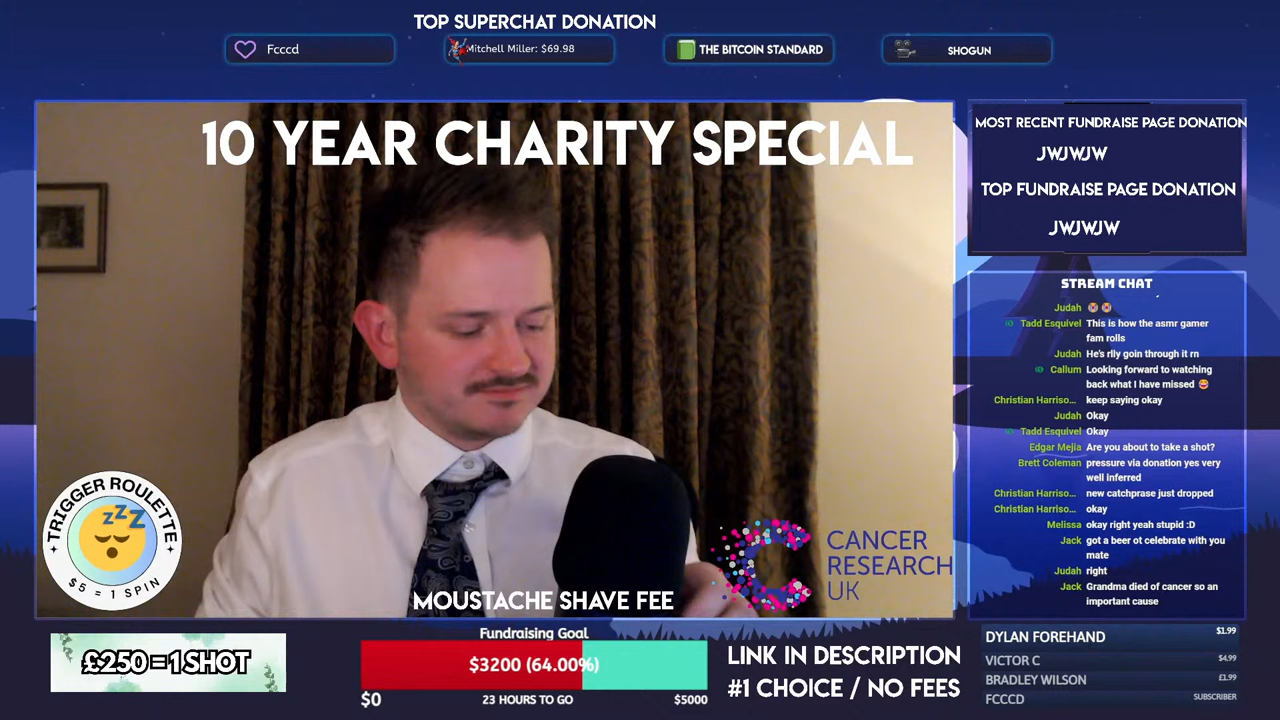 TOP SUPERCHAT DONATION
Fcccd
Mitchell Miller: $69.98
THE BITCOIN STANDARD
SHOGUN
10 YEAR CHARITY SPECIAL
MOST RECENT FUNDRAISE PAGE DONATION
JWJWJW
TOP FUNDRAISE PAGE DONATION
JWJWJW
STREAM CHAT
Judah
Tadd Esquivel This is how the asmr gamer
fam rolls
Judah He's rlly goin through it rn
Callum Looking forward to watching
back what I have missed
Christian Harriso... keep saying okay
Judah Okay
Tadd Esquivel Okay
Edgar Mejia Are you about to take a shot?
Brett Coleman pressure via donation yes very
well inferred
Christian Harriso... new catchprase just dropped
Christian Harriso... okay
Melissa okay right yeah stupid :D
Jack got a beer ot celebrate with you
mate
Judah right
Jack Grandma died of cancer so an
important cause
TRIGGER ROULETTE
zzz
$5 = 1 SPIN
CANCER
RESEARCH
UK
MOUSTACHE SHAVE FEE
£250 = 1 SHOT
Fundraising Goal
$3200 (64.00%)
$0
23 HOURS TO GO
$5000
LINK IN DESCRIPTION
#1 CHOICE / NO FEES
DYLAN FOREHAND $1.99
VICTOR C $4.99
BRADLEY WILSON £1.99
FCCCD SUBSCRIBER